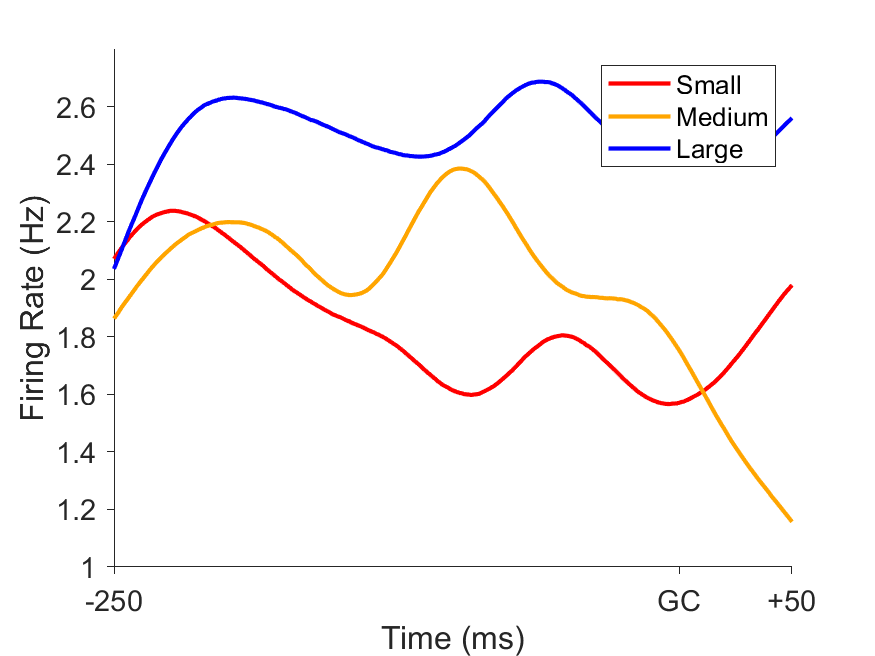 Small
Medium
Large
2.6
2.4
2.2
2
1.8
1.6
1.4
1.2
1
Firing Rate (Hz)
-250
GC
+50
Time (ms)